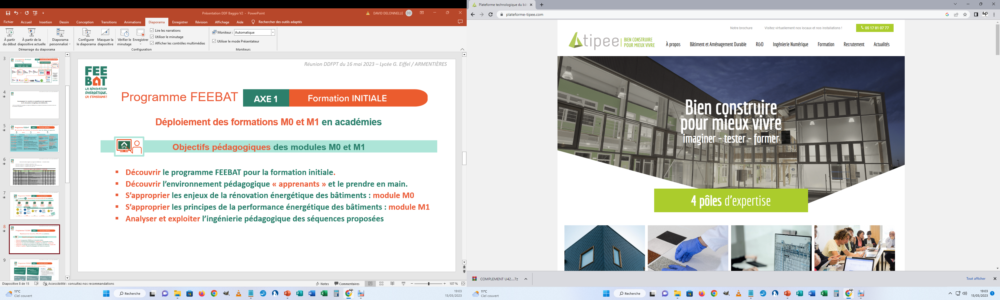 Présentation DDF Baggio V2 - PowerPoint
DAVID DELONNELLE
DD
Fichier
Accueil
Insertion
Dessin
Conception
Transitions
Animations
Diaporama
Enregistrer
Révision
Affichage
Aide
Rechercher des outils adaptés
À partir
du début
À partir de la
diapositive actuelle
Diaporama
personnalisé
Configurer
le diaporama
Masquer la
diapositive
Vérifier le
minutage
Enregistrer
Lire les narrations
Utiliser le minutage
Afficher les contrôles multimédias
Moniteur :
Automatique
Utiliser le mode Présentateur
Démarrage du diaporama
Configuration
Moniteurs
3
4
5
6
7
8
9
Réunion DDFPT du 16 mai 2023 – Lycée G. Eiffel / ARMENTIÈRES
FEE
BAT
LA RÉNOVATION
ÉNERGÉTIQUE,
ÇA S'ENSEIGNE !
Programme FEEBAT
AXE 1
Formation INITIALE
Déploiement des formations M0 et M1 en académies
Objectifs pédagogiques des modules M0 et M1
▪ Découvrir le programme FEEBAT pour la formation initiale.
▪ Découvrir l’environnement pédagogique « apprenants » et le prendre en main.
▪ S’approprier les enjeux de la rénovation énergétique des bâtiments : module M0
▪ S’approprier les principes de la performance énergétique des bâtiments : module M1
▪ Analyser et exploiter l’ingénierie pédagogique des séquences proposées
Diapositive 8 de 15
Accessibilité : consultez nos recommandations
Notes
Commentaires
107 %
11°C
Ciel couvert
Recherche
19:03
15/05/2023
Plateforme technologique du bâ
plateforme-tipee.com
Notre brochure
Visitez virtuellement nos locaux et nos installations !
05 17 81 07 77
tipee
BIEN CONSTRUIRE
POUR MIEUX VIVRE
À propos
Bâtiment et Aménagement Durable
R&D
Ingénierie Numérique
Formation
Recrutement
Actualités
Bien construire
pour mieux vivre
imaginer - tester - former
4 pôles d'expertise
COMPLEMENT U42....7z
Tout afficher
11°C
Ciel couvert
Recherche
19:03
15/05/2023
1